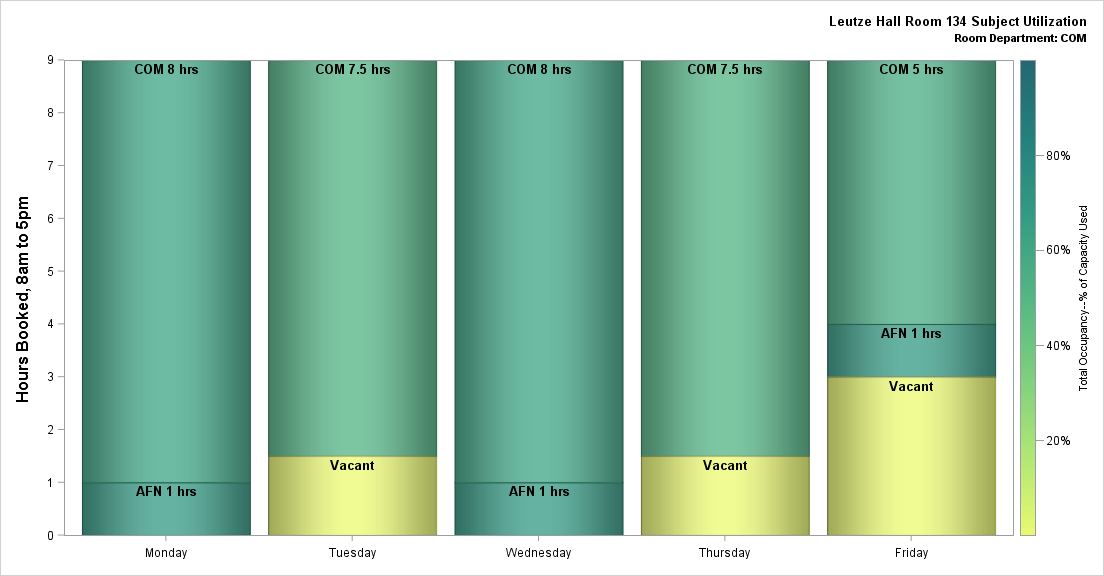 Leutze Hall Room 134 Subject Utilization
Room Department: COM
Hours Booked, 8am to 5pm
9
8
7
6
5
4
3
2
1
0
COM 8 hrs
AFN 1 hrs
COM 7.5 hrs
Vacant
COM 8 hrs
AFN 1 hrs
COM 7.5 hrs
Vacant
COM 5 hrs
AFN 1 hrs
Vacant
Monday
Tuesday
Wednesday
Thursday
Friday
80%
60%
40%
20%
Total Occupancy--% of Capacity Used